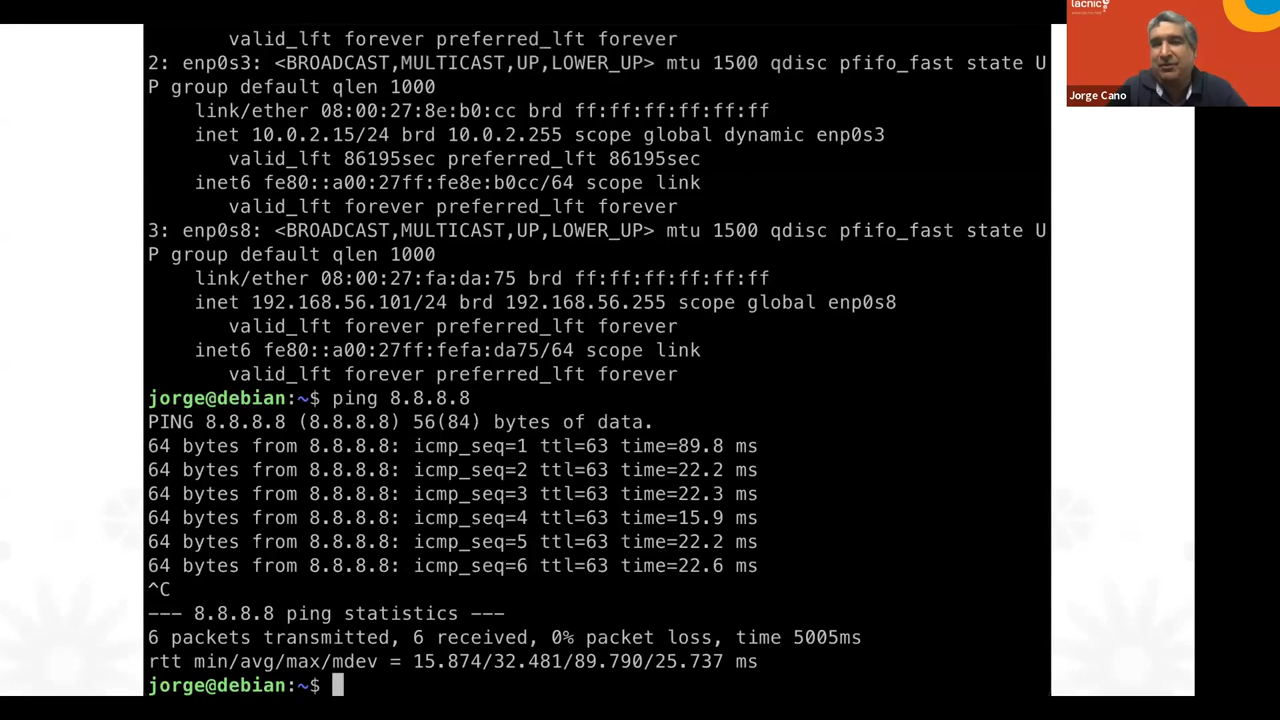 valid_lft forever preferred_lft forever
2: enp0s3: <BROADCAST,MULTICAST,UP,LOWER_UP> mtu 1500 qdisc pfifo_fast state U
P group default qlen 1000
link/ether 08:00:27:8e:b0:cc brd ff:ff:ff:ff:ff:ff
inet 10.0.2.15/24 brd 10.0.2.255 scope global dynamic enp0s3
valid_lft 86195sec preferred_lft 86195sec
inet6 fe80::a00:27ff:fe8e:b0cc/64 scope link
valid_lft forever preferred_lft forever
3: enp0s8: <BROADCAST,MULTICAST,UP,LOWER_UP> mtu 1500 qdisc pfifo_fast state U
P group default qlen 1000
link/ether 08:00:27:fa:da:75 brd ff:ff:ff:ff:ff:ff
inet 192.168.56.101/24 brd 192.168.56.255 scope global enp0s8
valid_lft forever preferred_lft forever
inet6 fe80::a00:27ff:fefa:da75/64 scope link
valid_lft forever preferred_lft forever
jorge@debian:~$ ping 8.8.8.8
PING 8.8.8.8 (8.8.8.8) 56(84) bytes of data.
64 bytes from 8.8.8.8: icmp_seq=1 ttl=63 time=89.8 ms
64 bytes from 8.8.8.8: icmp_seq=2 ttl=63 time=22.2 ms
64 bytes from 8.8.8.8: icmp_seq=3 ttl=63 time=22.3 ms
64 bytes from 8.8.8.8: icmp_seq=4 ttl=63 time=15.9 ms
64 bytes from 8.8.8.8: icmp_seq=5 ttl=63 time=22.2 ms
64 bytes from 8.8.8.8: icmp_seq=6 ttl=63 time=22.6 ms
^C
--- 8.8.8.8 ping statistics ---
6 packets transmitted, 6 received, 0% packet loss, time 5005ms
rtt min/avg/max/mdev = 15.874/32.481/89.790/25.737 ms
jorge@debian:~$
lacnic
Jorge Cano